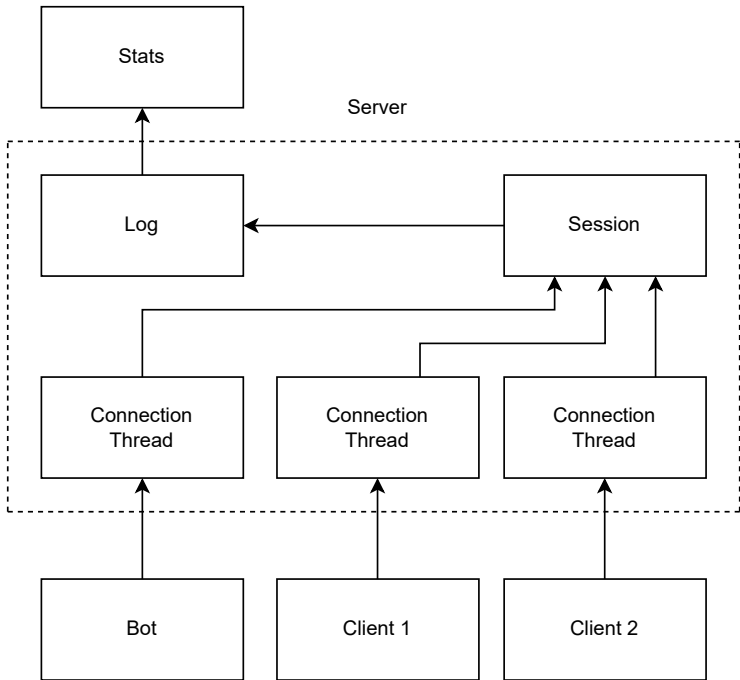 Stats
Server
Log
Session
Connection
Thread
Connection
Thread
Connection
Thread
Bot
Client 1
Client 2